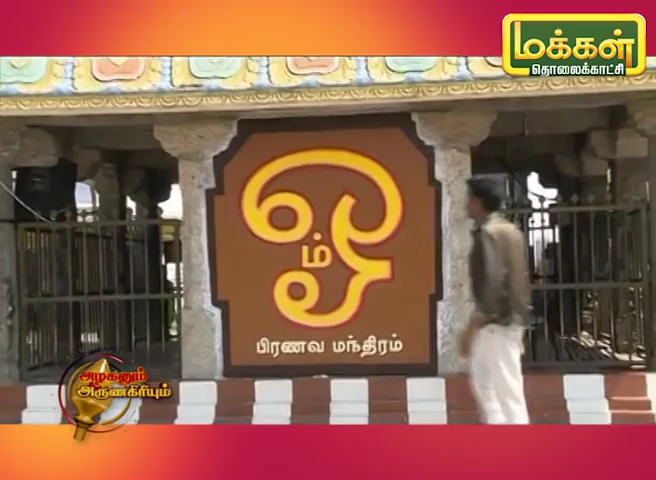 மக்கள்
தொலைக்காட்சி
ஓம்
பிரணவ மந்திரம்
அழகனும்
அருணகிரியும்